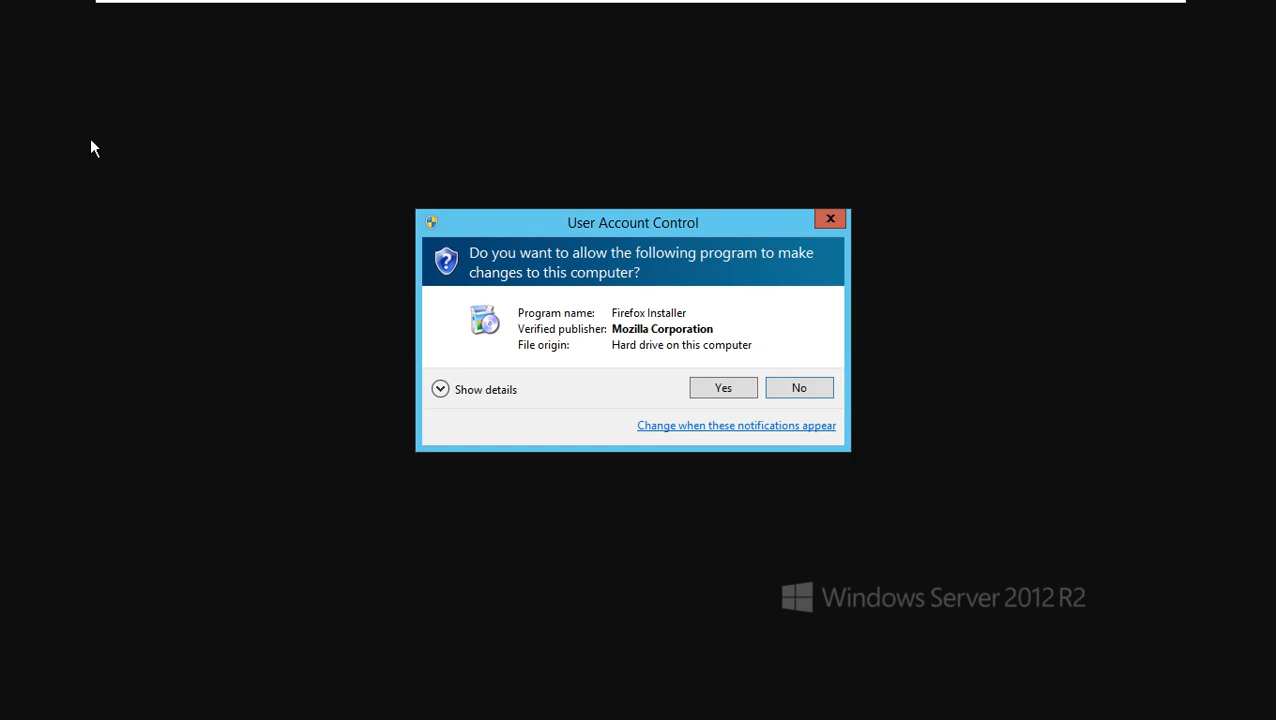 User Account Control
x
Do you want to allow the following program to make
changes to this computer?
Program name: Firefox Installer
Verified publisher: Mozilla Corporation
File origin: Hard drive on this computer
Show details
Yes
No
Change when these notifications appear
Windows Server 2012 R2